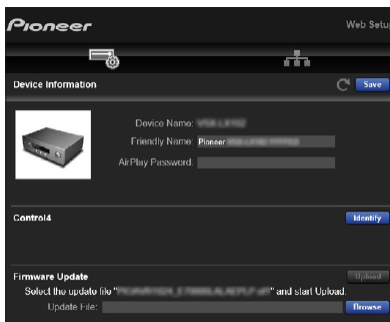 Pioneer
Web Setu
Device Information
Save
Device Name:
Friendly Name: Pioneer
AirPlay Password:
Control4
Identify
Firmware Update
Upload
Select the update file "" and start Upload.
Update File:
Browse